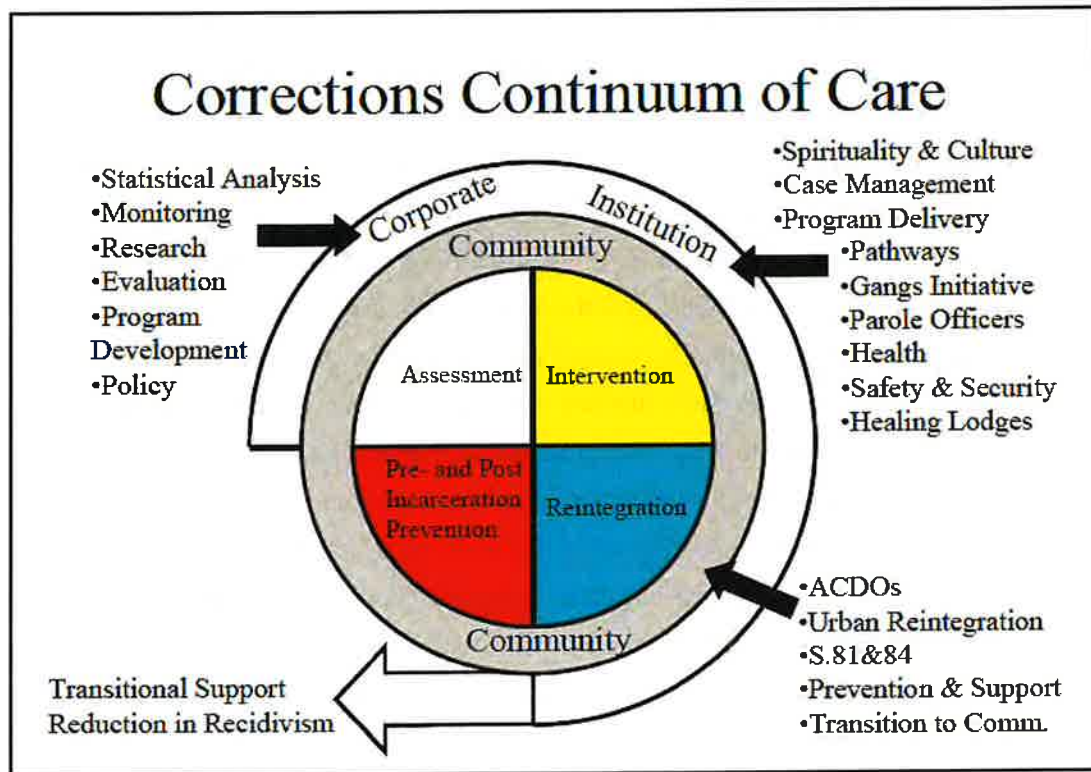 Corrections Continuum of Care
•Statistical Analysis
•Monitoring
•Research
•Evaluation
•Program
Development
•Policy
Corporate
Institution
•Spirituality & Culture
•Case Management
•Program Delivery
•Pathways
•Gangs Initiative
•Parole Officers
•Health
•Safety & Security
•Healing Lodges
Community
Assessment
Intervention
Pre- and Post
Incarceration
Prevention
Reintegration
Community
•ACDOs
•Urban Reintegration
•S.81&84
•Prevention & Support
•Transition to Comm.
Transitional Support
Reduction in Recidivism